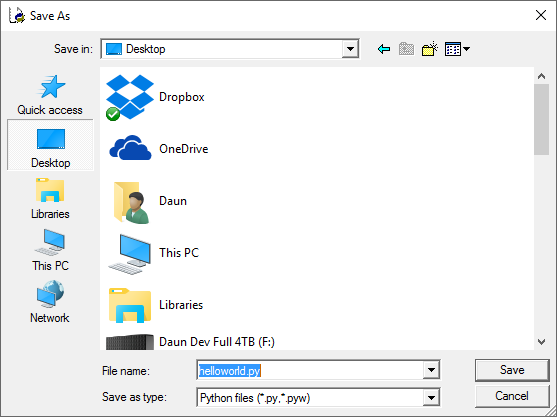 Save As
Save in: Desktop
Quick access
Desktop
Libraries
This PC
Network
Dropbox
OneDrive
Daun
This PC
Libraries
Daun Dev Full 4TB (F:)
File name: helloworld.py Save
Save as type: Python files (*.py,*.pyw) Cancel